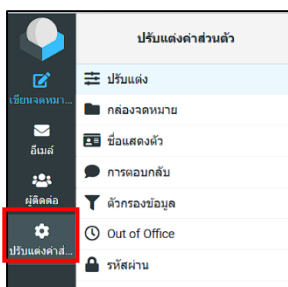 ปรับแต่งค่าส่วนตัว
เขียนจดหมา...
อีเมล์
ผู้ติดต่อ
ปรับแต่งค่าส่...
ปรับแต่ง
กล่องจดหมาย
ชื่อแสดงตัว
การตอบกลับ
ตัวกรองข้อมูล
Out of Office
รหัสผ่าน